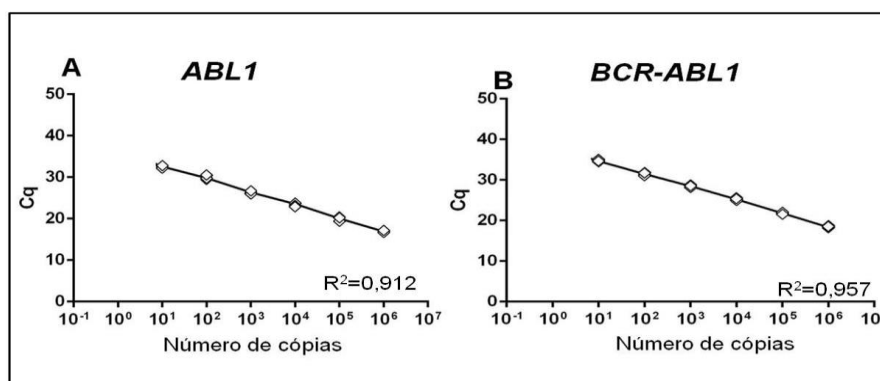 A
ABL1
50
40
30
20
10
0
Cq
10⁻¹ 10⁰ 10¹ 10² 10³ 10⁴ 10⁵ 10⁶ 10⁷
Número de cópias
R²=0,912
B
BCR-ABL1
50
40
30
20
10
0
Cq
10⁻¹ 10⁰ 10¹ 10² 10³ 10⁴ 10⁵ 10⁶
Número de cópias
R²=0,957